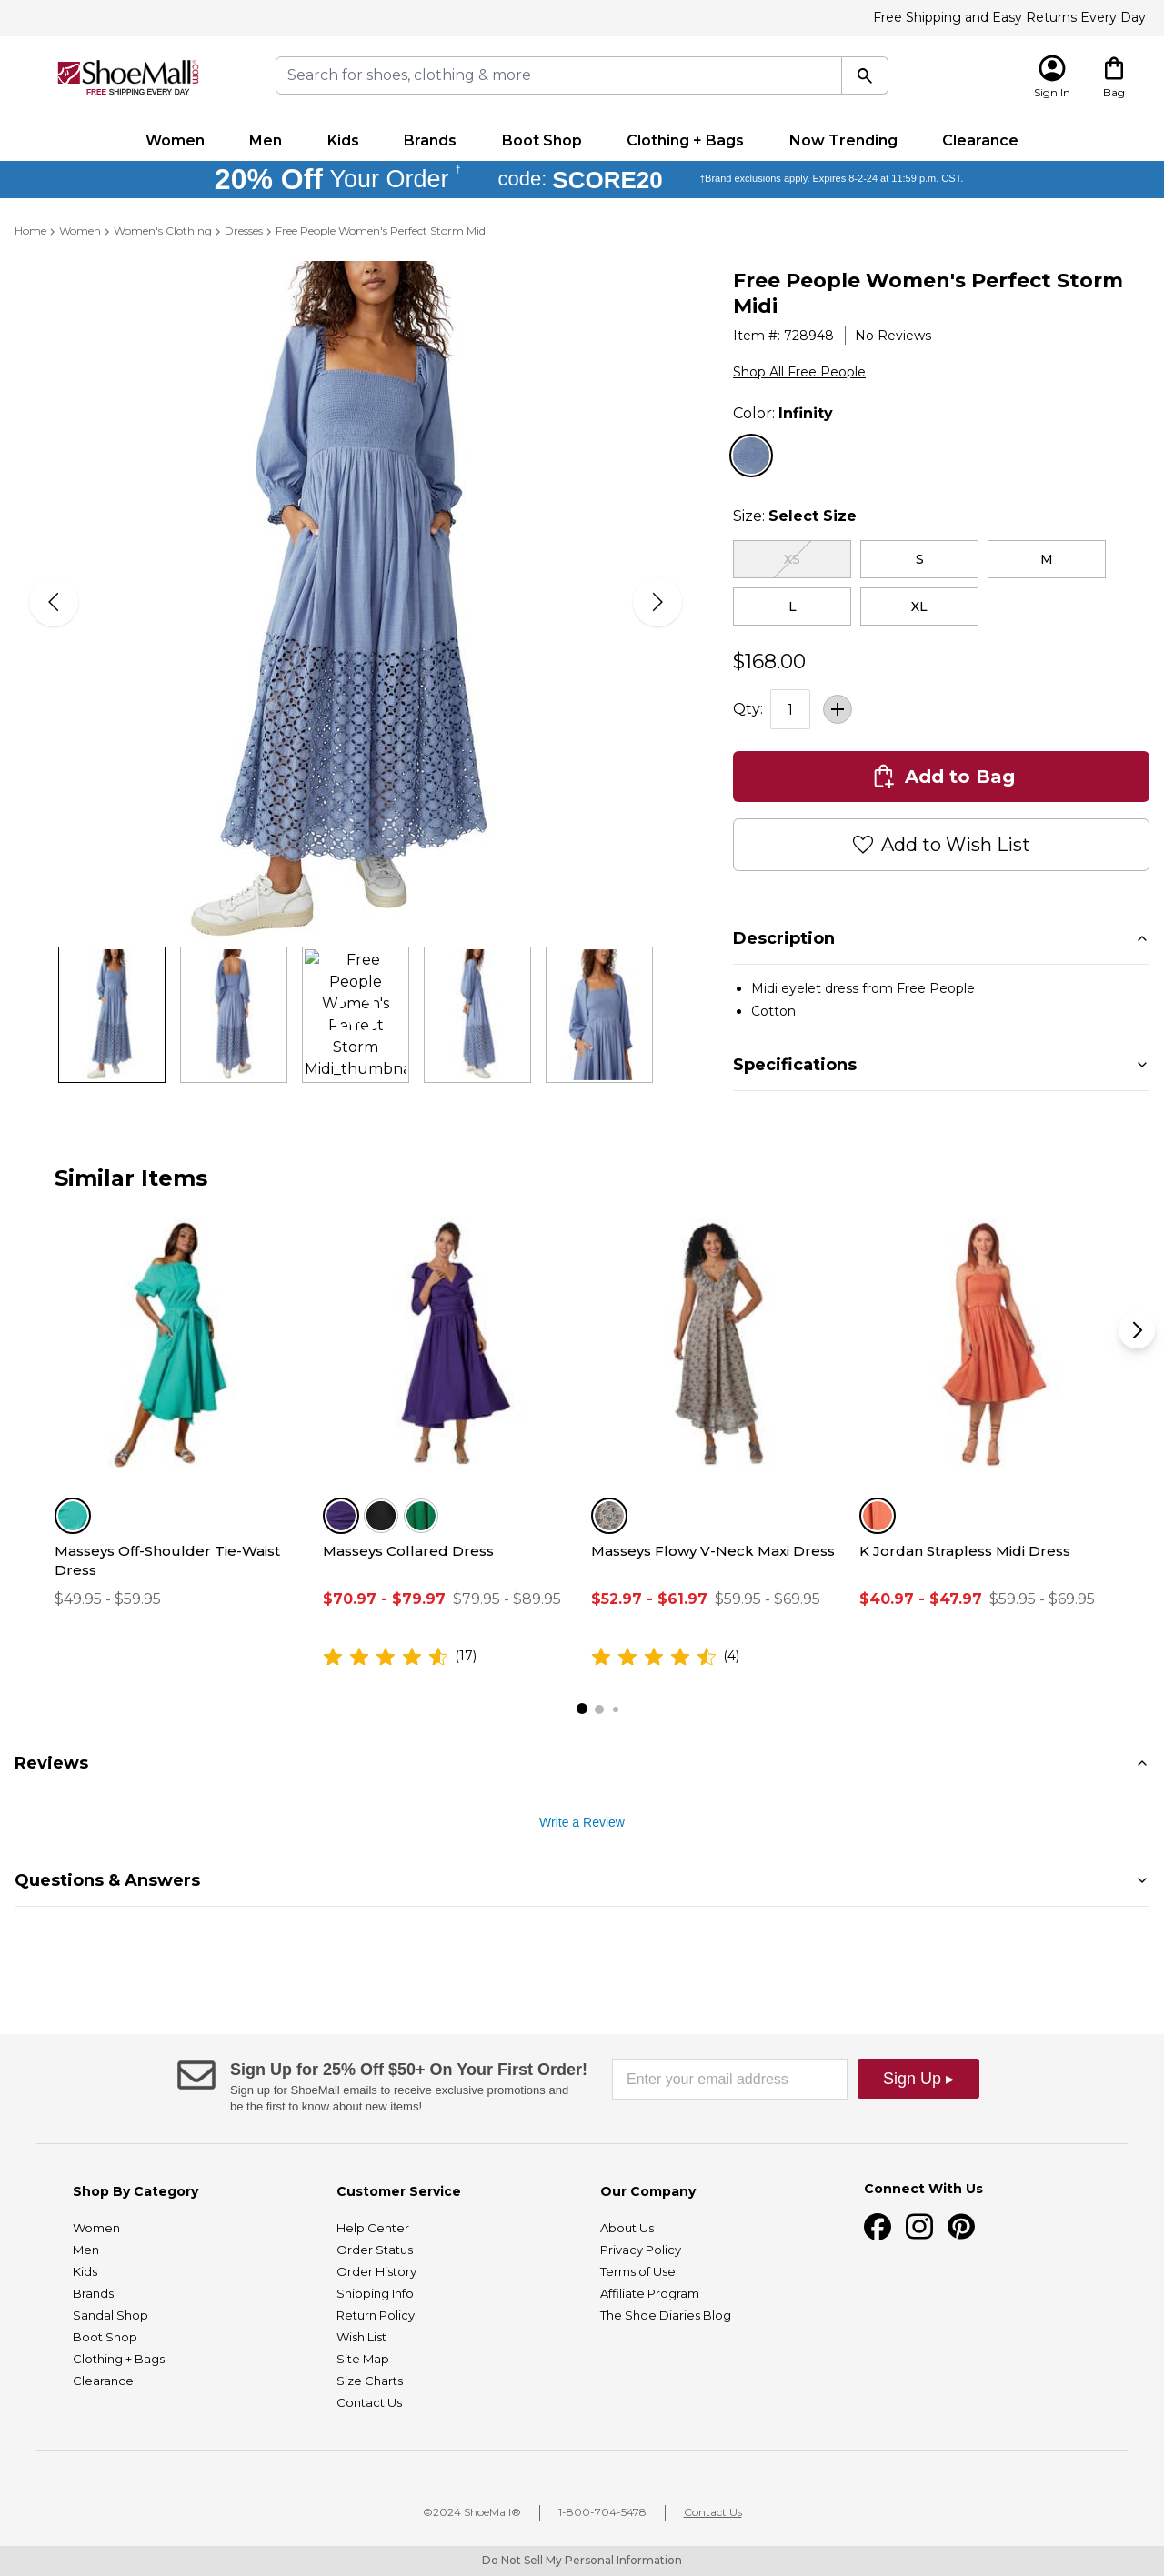 Free Shipping and Easy Returns Every Day
ShoeMall.com
FREE SHIPPING EVERY DAY
Search for shoes, clothing & more
Sign In
Bag
Women Men Kids Brands Boot Shop Clothing + Bags Now Trending Clearance
20% Off Your Order † code: SCORE20 †Brand exclusions apply. Expires 8-2-24 at 11:59 p.m. CST.
Home > Women > Women's Clothing > Dresses > Free People Women's Perfect Storm Midi
Free People Women's Perfect Storm
Midi
Item #: 728948 | No Reviews
Shop All Free People
Color: Infinity
Size: Select Size
XS S M
L XL
$168.00
Qty: 1
Add to Bag
Add to Wish List
Free
People
Women's
Perfect
Storm
Midi_thumbna
Description
Midi eyelet dress from Free People
Cotton
Specifications
Similar Items
Masseys Off-Shoulder Tie-Waist
Dress
$49.95 - $59.95
Masseys Collared Dress
$70.97 - $79.97 $79.95 - $89.95
(17)
Masseys Flowy V-Neck Maxi Dress
$52.97 - $61.97 $59.95 - $69.95
(4)
K Jordan Strapless Midi Dress
$40.97 - $47.97 $59.95 - $69.95
Reviews
Write a Review
Questions & Answers
Sign Up for 25% Off $50+ On Your First Order!
Sign up for ShoeMall emails to receive exclusive promotions and
be the first to know about new items!
Enter your email address
Sign Up ▸
Shop By Category
Women
Men
Kids
Brands
Sandal Shop
Boot Shop
Clothing + Bags
Clearance
Customer Service
Help Center
Order Status
Order History
Shipping Info
Return Policy
Wish List
Site Map
Size Charts
Contact Us
Our Company
About Us
Privacy Policy
Terms of Use
Affiliate Program
The Shoe Diaries Blog
Connect With Us
©2024 ShoeMall® | 1-800-704-5478 | Contact Us
Do Not Sell My Personal Information